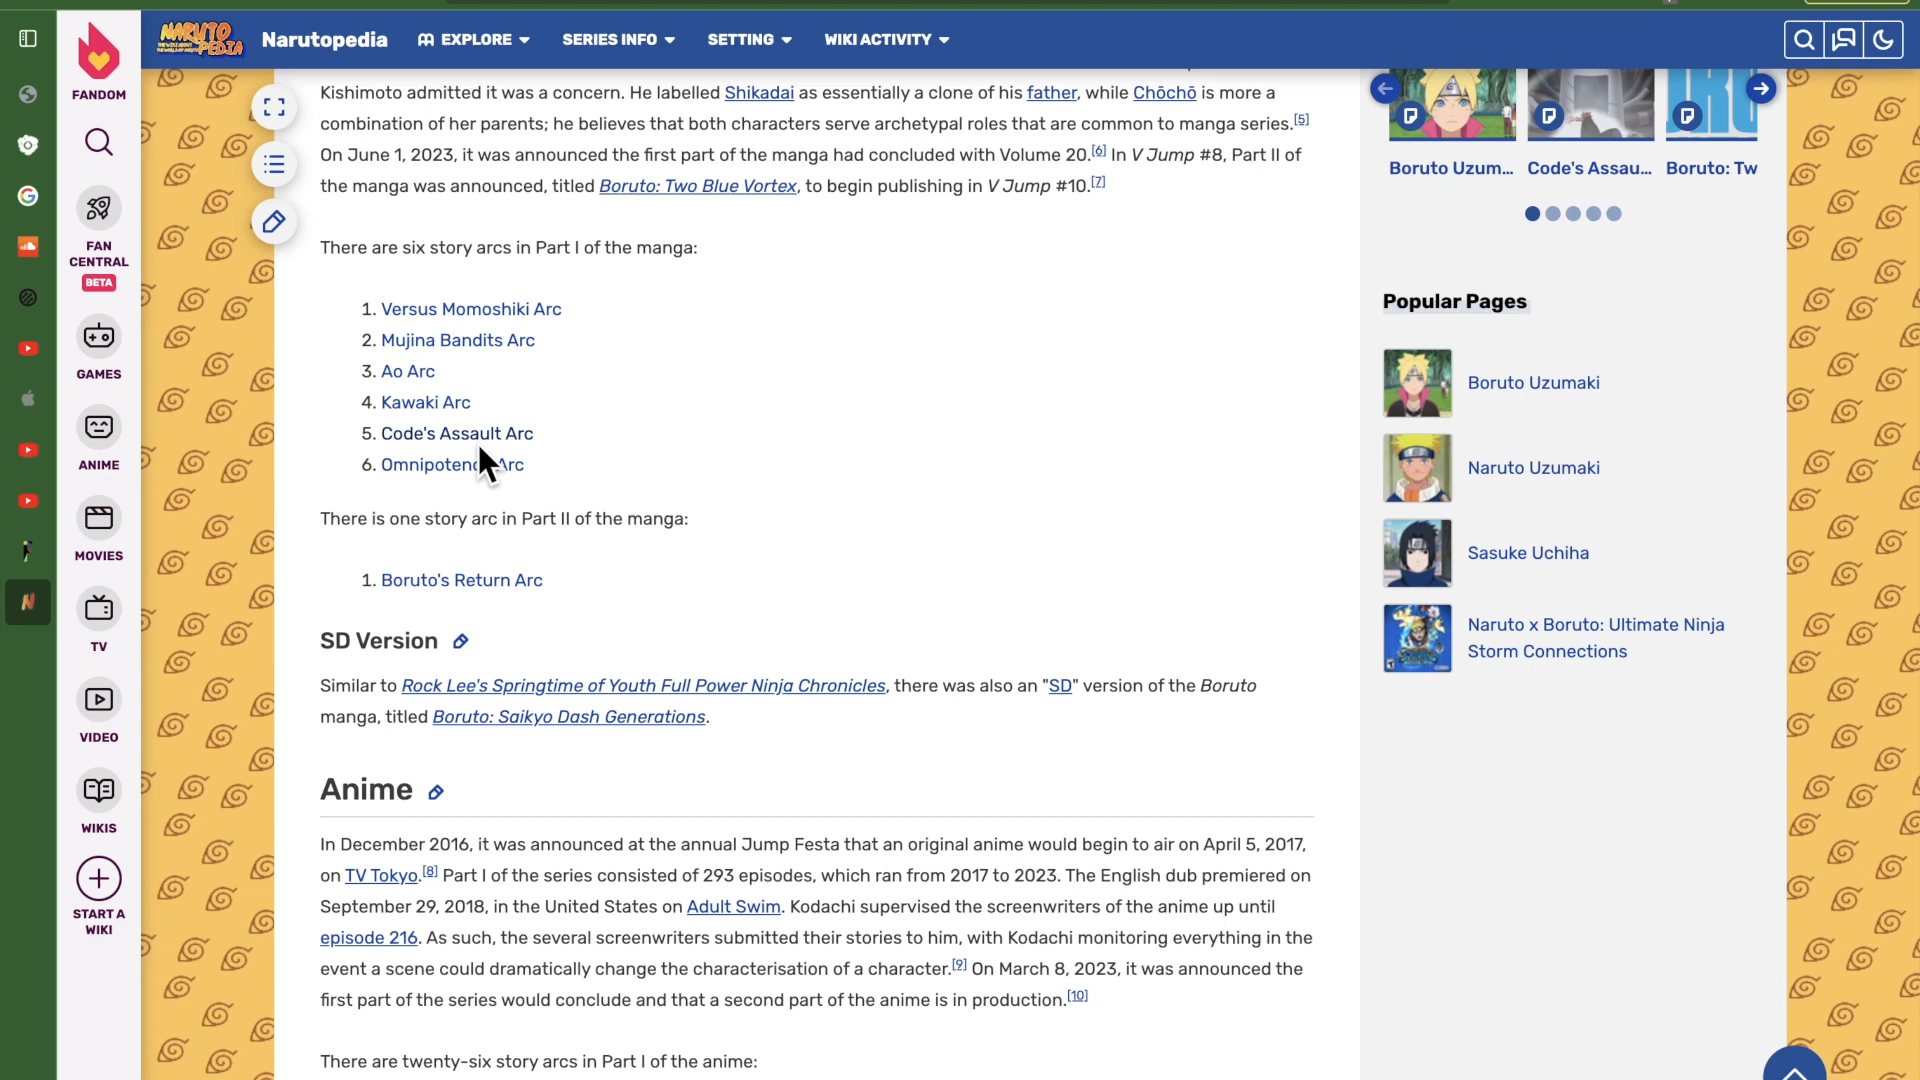 NARUTO
PEDIA
Narutopedia
EXPLORE
SERIES INFO
SETTING
WIKI ACTIVITY
FANDOM
FAN
CENTRAL
BETA
GAMES
ANIME
MOVIES
TV
VIDEO
WIKIS
START A
WIKI
Kishimoto admitted it was a concern. He labelled Shikadai as essentially a clone of his father, while Chōchō is more a
combination of her parents; he believes that both characters serve archetypal roles that are common to manga series.[5]
On June 1, 2023, it was announced the first part of the manga had concluded with Volume 20.[6] In V Jump #8, Part II of
the manga was announced, titled Boruto: Two Blue Vortex, to begin publishing in V Jump #10.[7]
There are six story arcs in Part I of the manga:
1. Versus Momoshiki Arc
2. Mujina Bandits Arc
3. Ao Arc
4. Kawaki Arc
5. Code's Assault Arc
6. Omnipotence Arc
There is one story arc in Part II of the manga:
1. Boruto's Return Arc
SD Version
Similar to Rock Lee's Springtime of Youth Full Power Ninja Chronicles, there was also an "SD" version of the Boruto
manga, titled Boruto: Saikyo Dash Generations.
Anime
In December 2016, it was announced at the annual Jump Festa that an original anime would begin to air on April 5, 2017,
on TV Tokyo.[8] Part I of the series consisted of 293 episodes, which ran from 2017 to 2023. The English dub premiered on
September 29, 2018, in the United States on Adult Swim. Kodachi supervised the screenwriters of the anime up until
episode 216. As such, the several screenwriters submitted their stories to him, with Kodachi monitoring everything in the
event a scene could dramatically change the characterisation of a character.[9] On March 8, 2023, it was announced the
first part of the series would conclude and that a second part of the anime is in production.[10]
There are twenty-six story arcs in Part I of the anime:
Boruto Uzum...
Code's Assau...
Boruto: Tw
Popular Pages
Boruto Uzumaki
Naruto Uzumaki
Sasuke Uchiha
Naruto x Boruto: Ultimate Ninja
Storm Connections